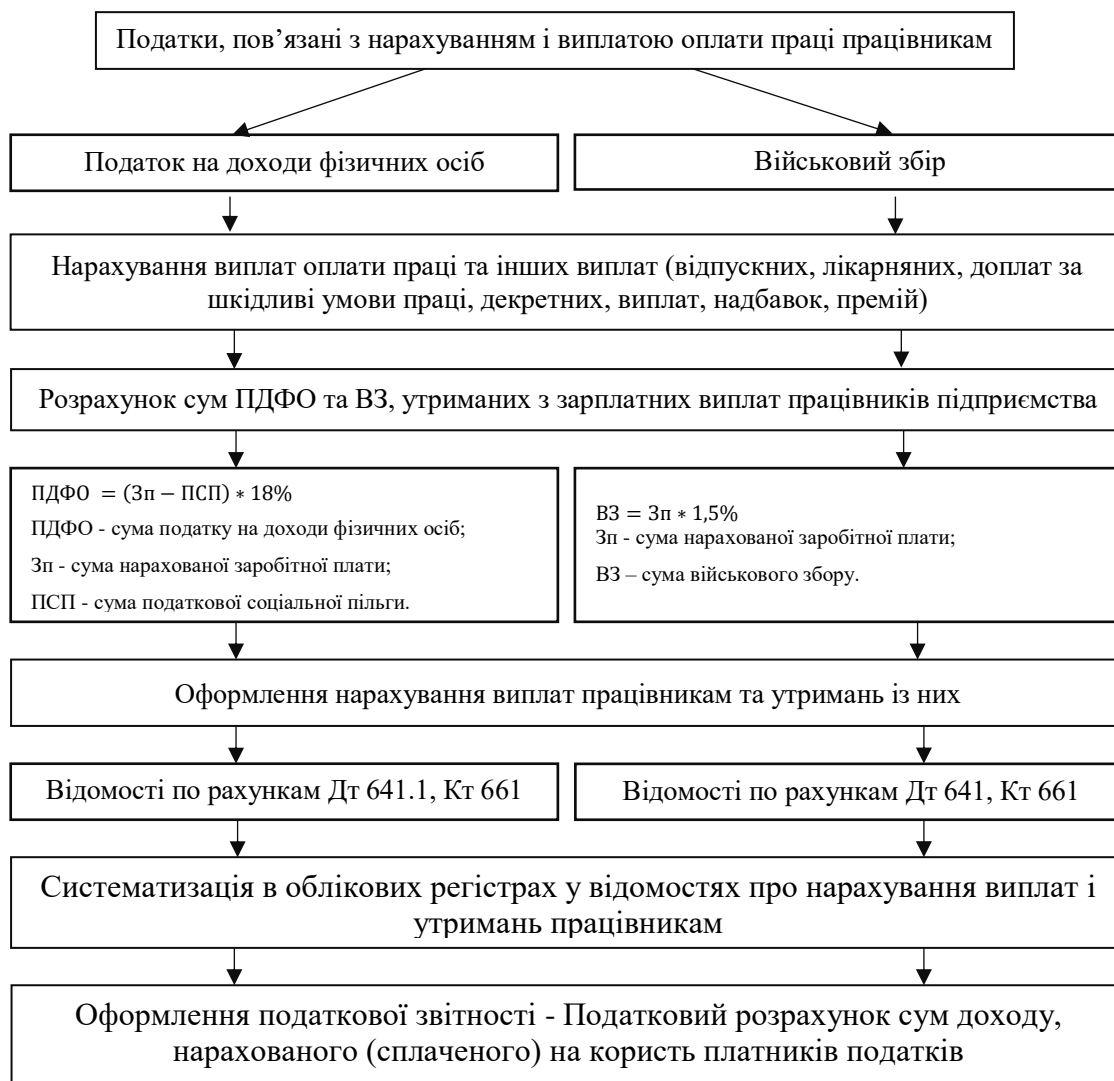 Податки, пов’язані з нарахуванням і виплатою оплати праці працівникам
Податок на доходи фізичних осіб
Військовий збір
Нарахування виплат оплати праці та інших виплат (відпускних, лікарняних, доплат за
шкідливі умови праці, декретних, виплат, надбавок, премій)
Розрахунок сум ПДФО та ВЗ, утриманих з зарплатних виплат працівників підприємства
ПДФО = (Зп − ПСП) * 18%
ПДФО - сума податку на доходи фізичних осіб;
Зп - сума нарахованої заробітної плати;
ПСП - сума податкової соціальної пільги.
ВЗ = Зп * 1,5%
Зп - сума нарахованої заробітної плати;
ВЗ – сума військового збору.
Оформлення нарахування виплат працівникам та утримань із них
Відомості по рахункам Дт 641.1, Кт 661
Відомості по рахункам Дт 641, Кт 661
Систематизація в облікових регістрах у відомостях про нарахування виплат і
утримань працівникам
Оформлення податкової звітності - Податковий розрахунок сум доходу,
нарахованого (сплаченого) на користь платників податків